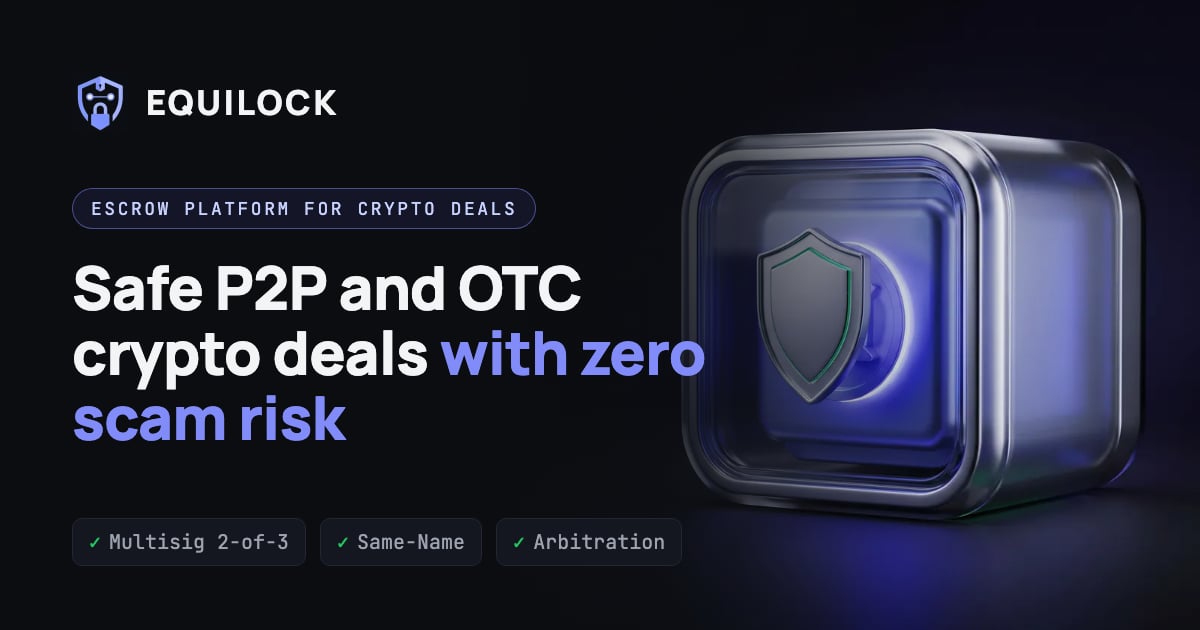 EQUILOCK
ESCROW PLATFORM FOR CRYPTO DEALS
Safe P2P and OTC
crypto deals with zero
scam risk
✓ Multisig 2-of-3
✓ Same-Name
✓ Arbitration